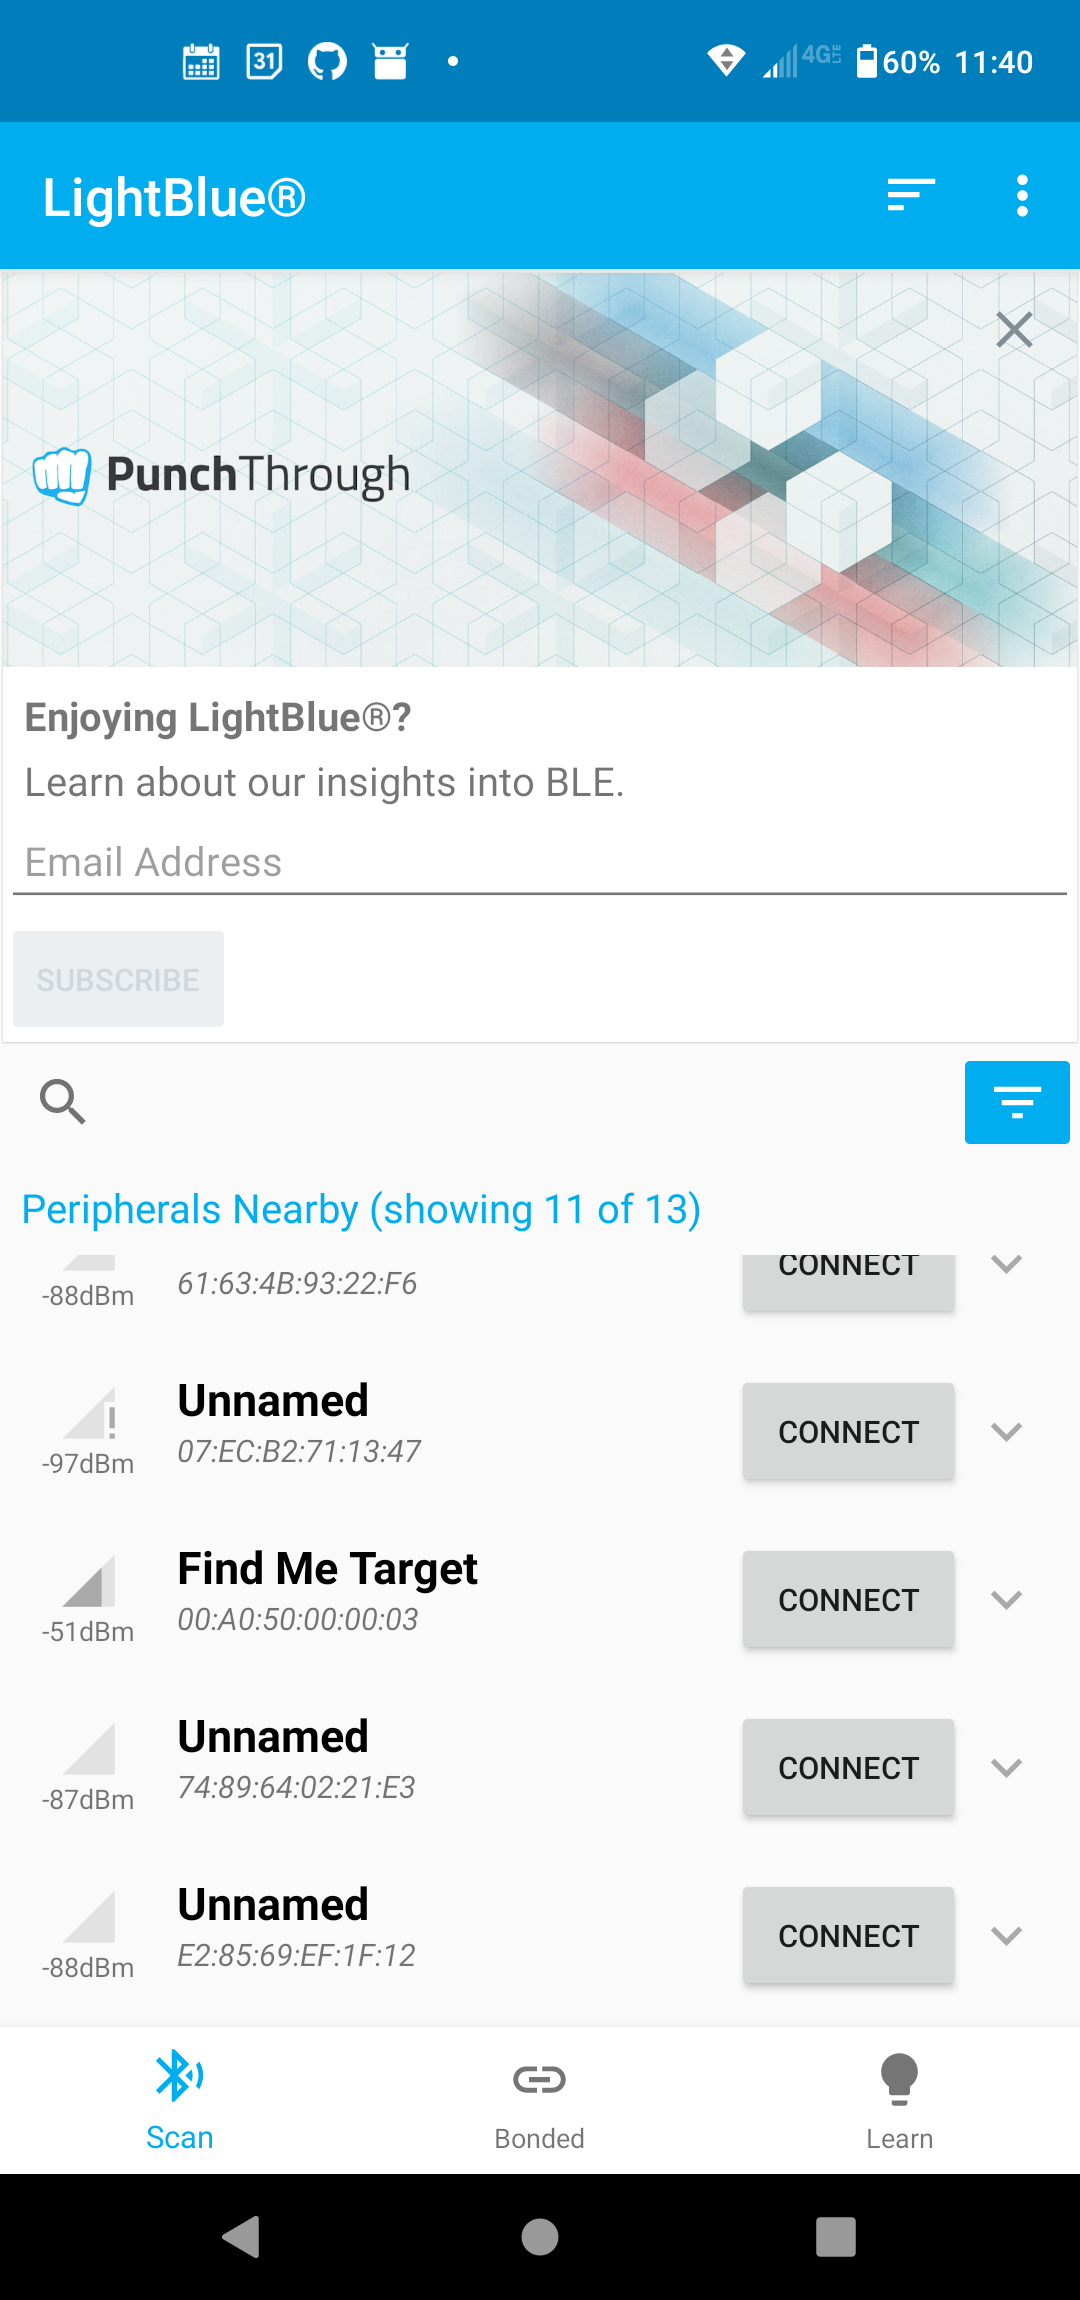 31
4G LTE
60% 11:40
LightBlue®
PunchThrough
Enjoying LightBlue®?
Learn about our insights into BLE.
Email Address
SUBSCRIBE
Peripherals Nearby (showing 11 of 13)
-88dBm
61:63:4B:93:22:F6
CONNECT
Unnamed
-97dBm
07:EC:B2:71:13:47
CONNECT
Find Me Target
-51dBm
00:A0:50:00:00:03
CONNECT
Unnamed
-87dBm
74:89:64:02:21:E3
CONNECT
Unnamed
-88dBm
E2:85:69:EF:1F:12
CONNECT
Scan
Bonded
Learn